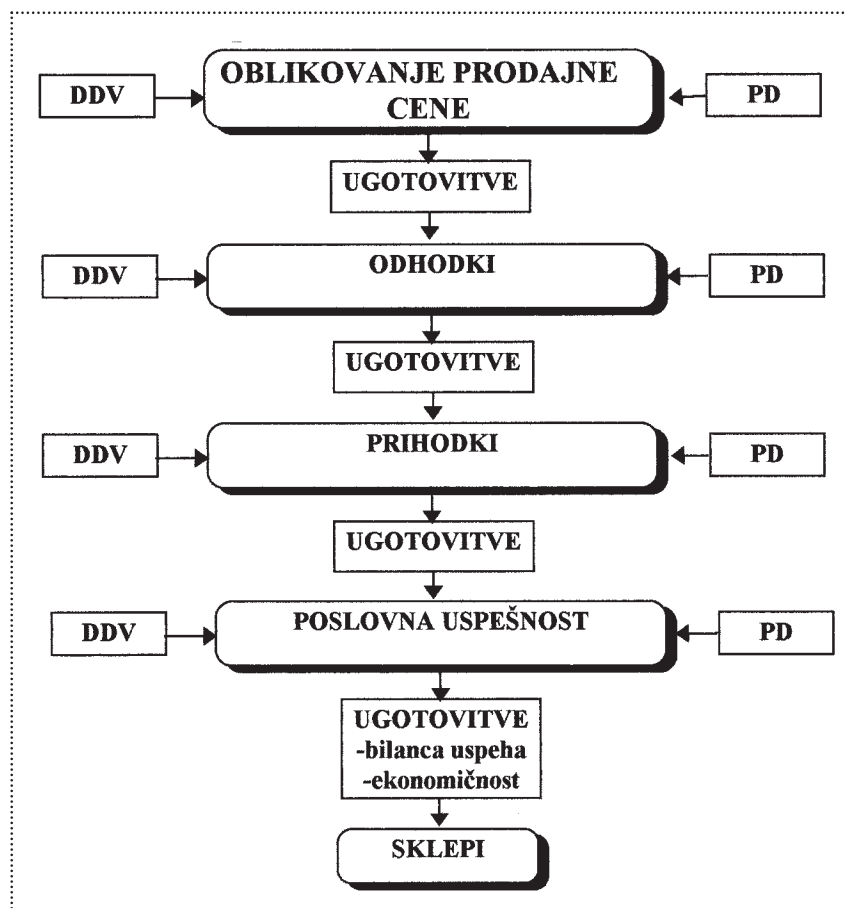 OBLIKOVANJE PRODAJNE
CENE
DDV
PD
UGOTOVITVE
ODHODKI
DDV
PD
UGOTOVITVE
PRIHODKI
DDV
PD
UGOTOVITVE
POSLOVNA USPEŠNOST
DDV
PD
UGOTOVITVE
-bilanca uspeha
-ekonomičnost
SKLEPI